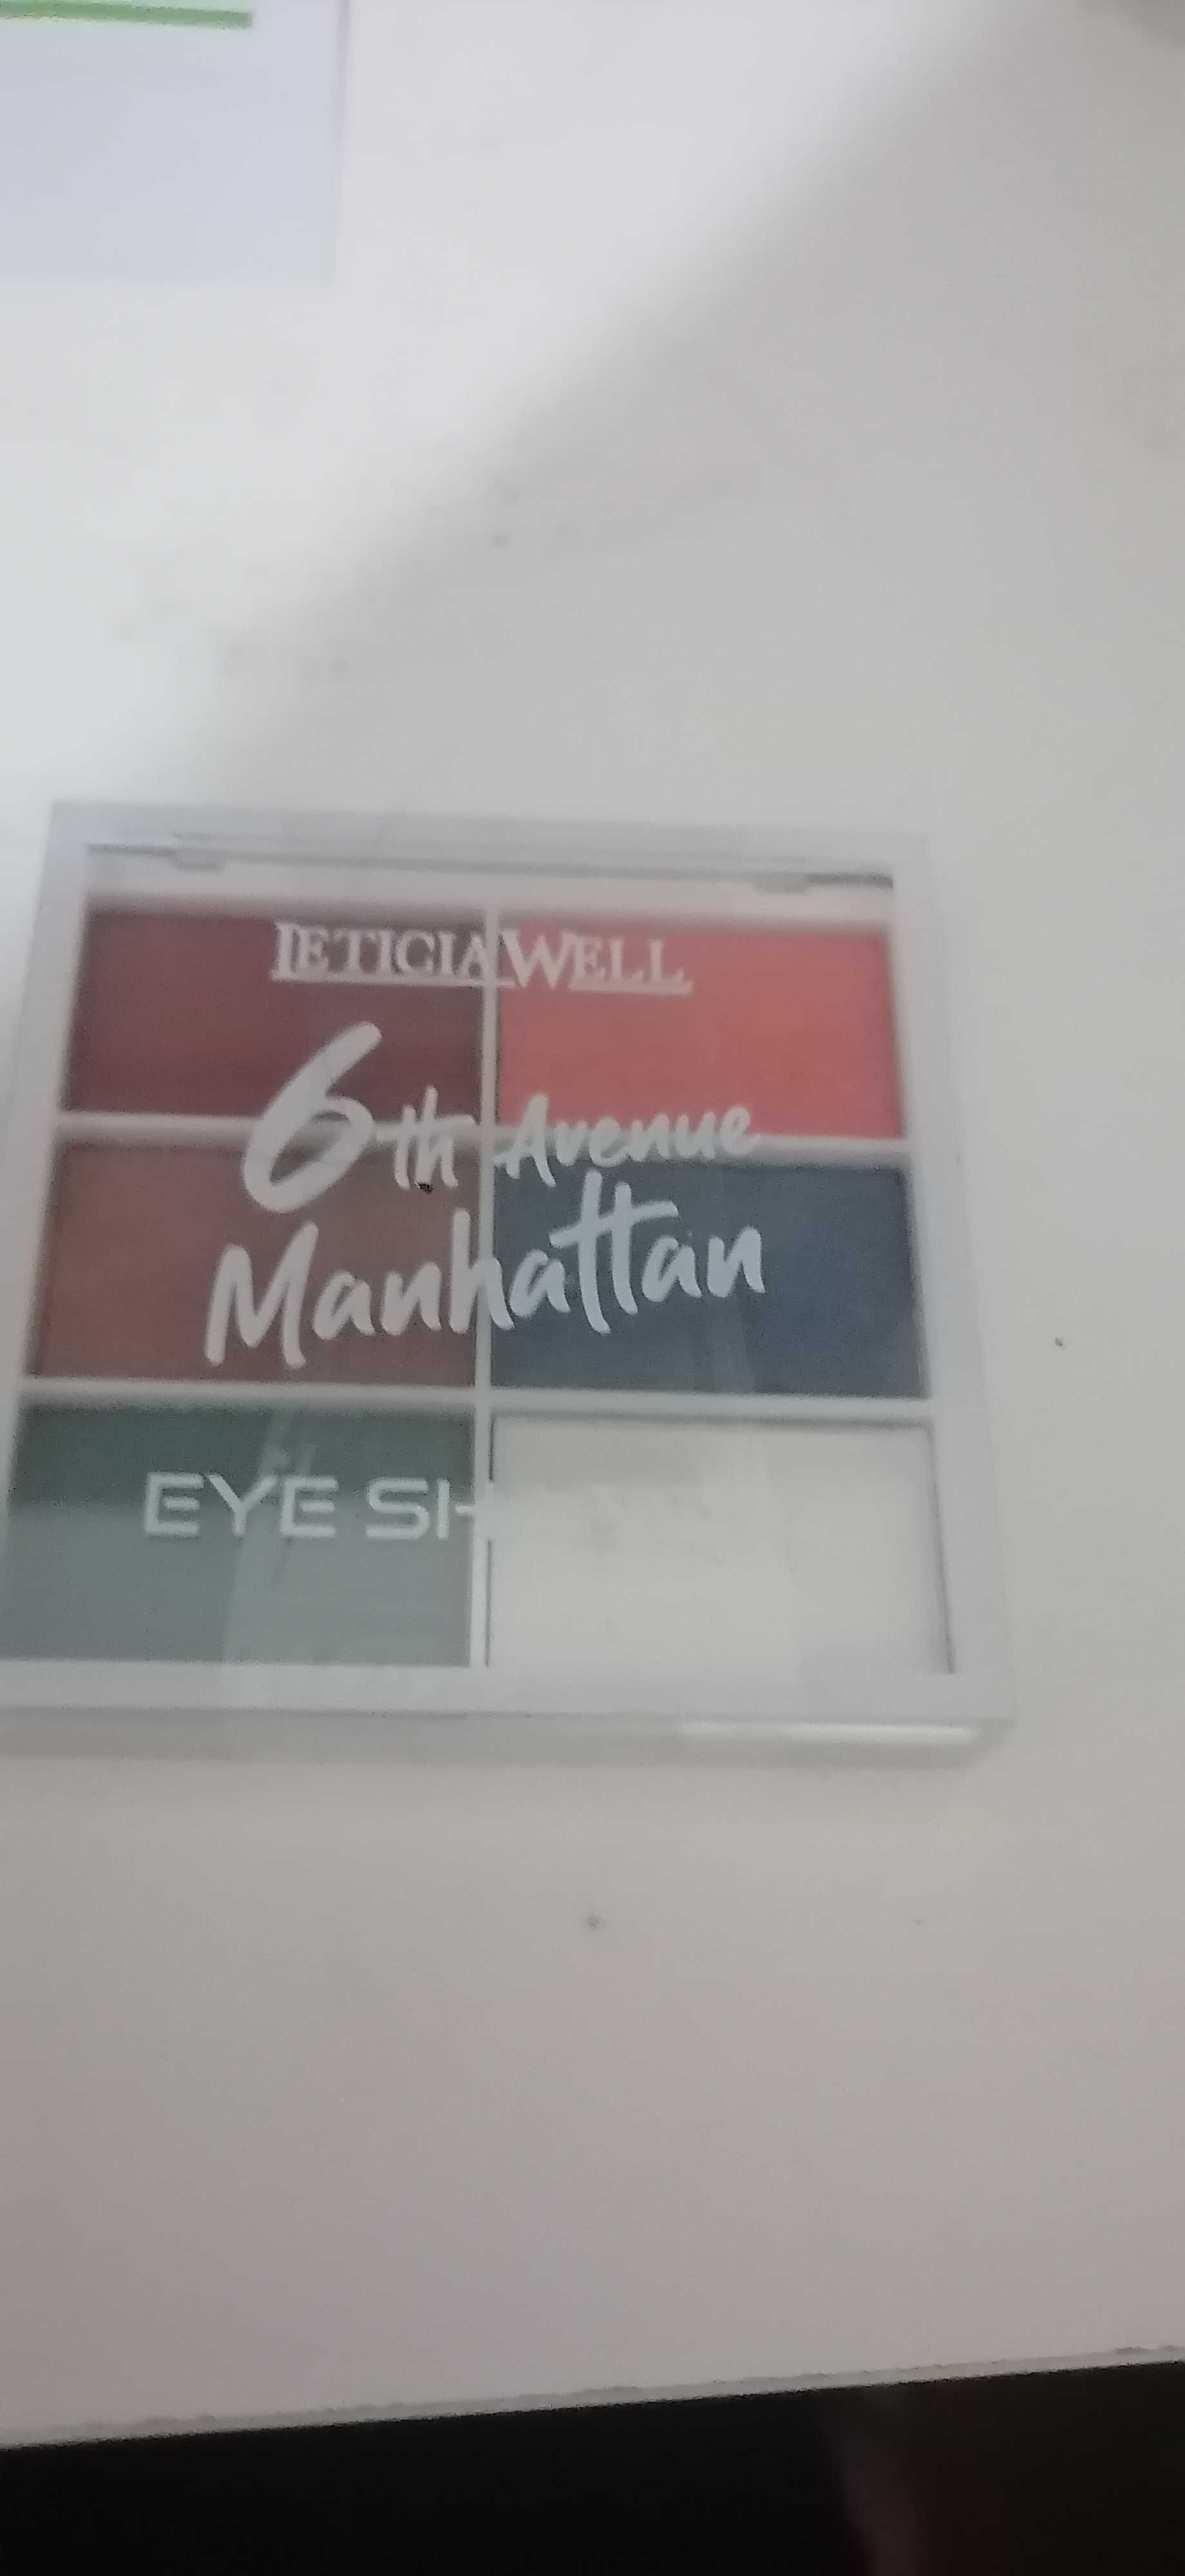 LETICIA WELL
6th Avenue
Manhattan
EYE SH